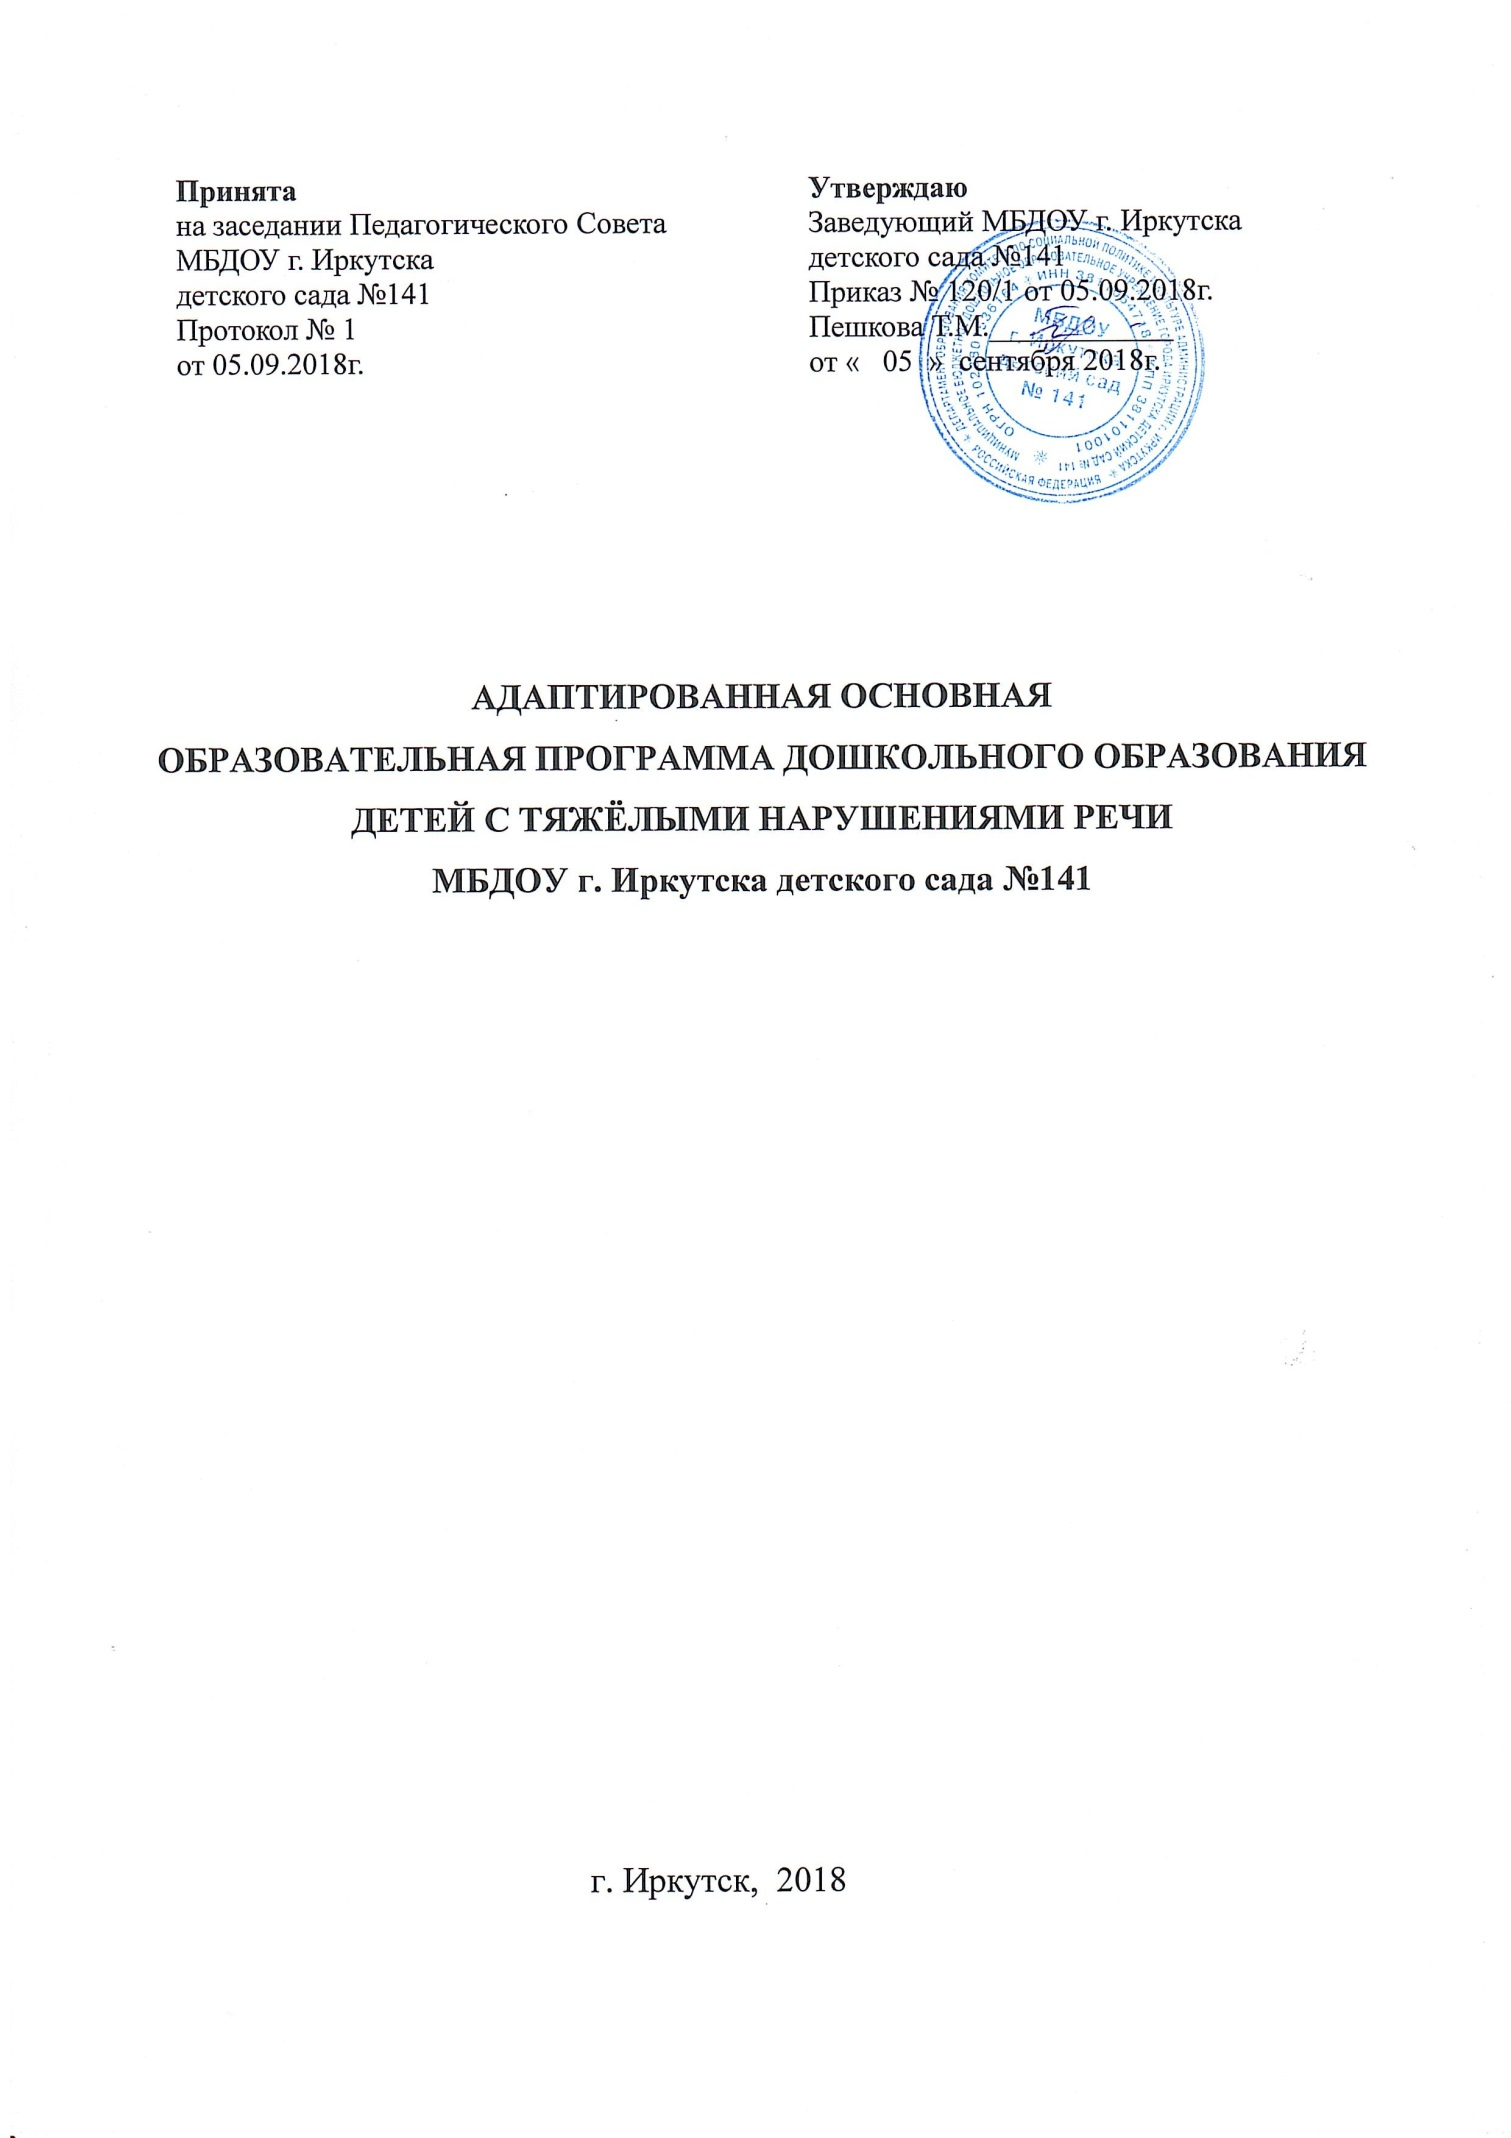 Принята
на заседании Педагогического Совета
МБДОУ г. Иркутска
детского сада №141
Протокол № 1
от 05.09.2018г.
Утверждаю
Заведующий МБДОУ г. Иркутска
детского сада №141
Приказ № 120/1 от 05.09.2018г.
Пешкова Т.М.
от « 05 » сентября 2018г.
МБДОУ
г. Иркутска
детский сад
№ 141
РОССИЙСКАЯ ФЕДЕРАЦИЯ
АДАПТИРОВАННАЯ ОСНОВНАЯ
ОБРАЗОВАТЕЛЬНАЯ ПРОГРАММА ДОШКОЛЬНОГО ОБРАЗОВАНИЯ
ДЕТЕЙ С ТЯЖЁЛЫМИ НАРУШЕНИЯМИ РЕЧИ
МБДОУ г. Иркутска детского сада №141
г. Иркутск, 2018